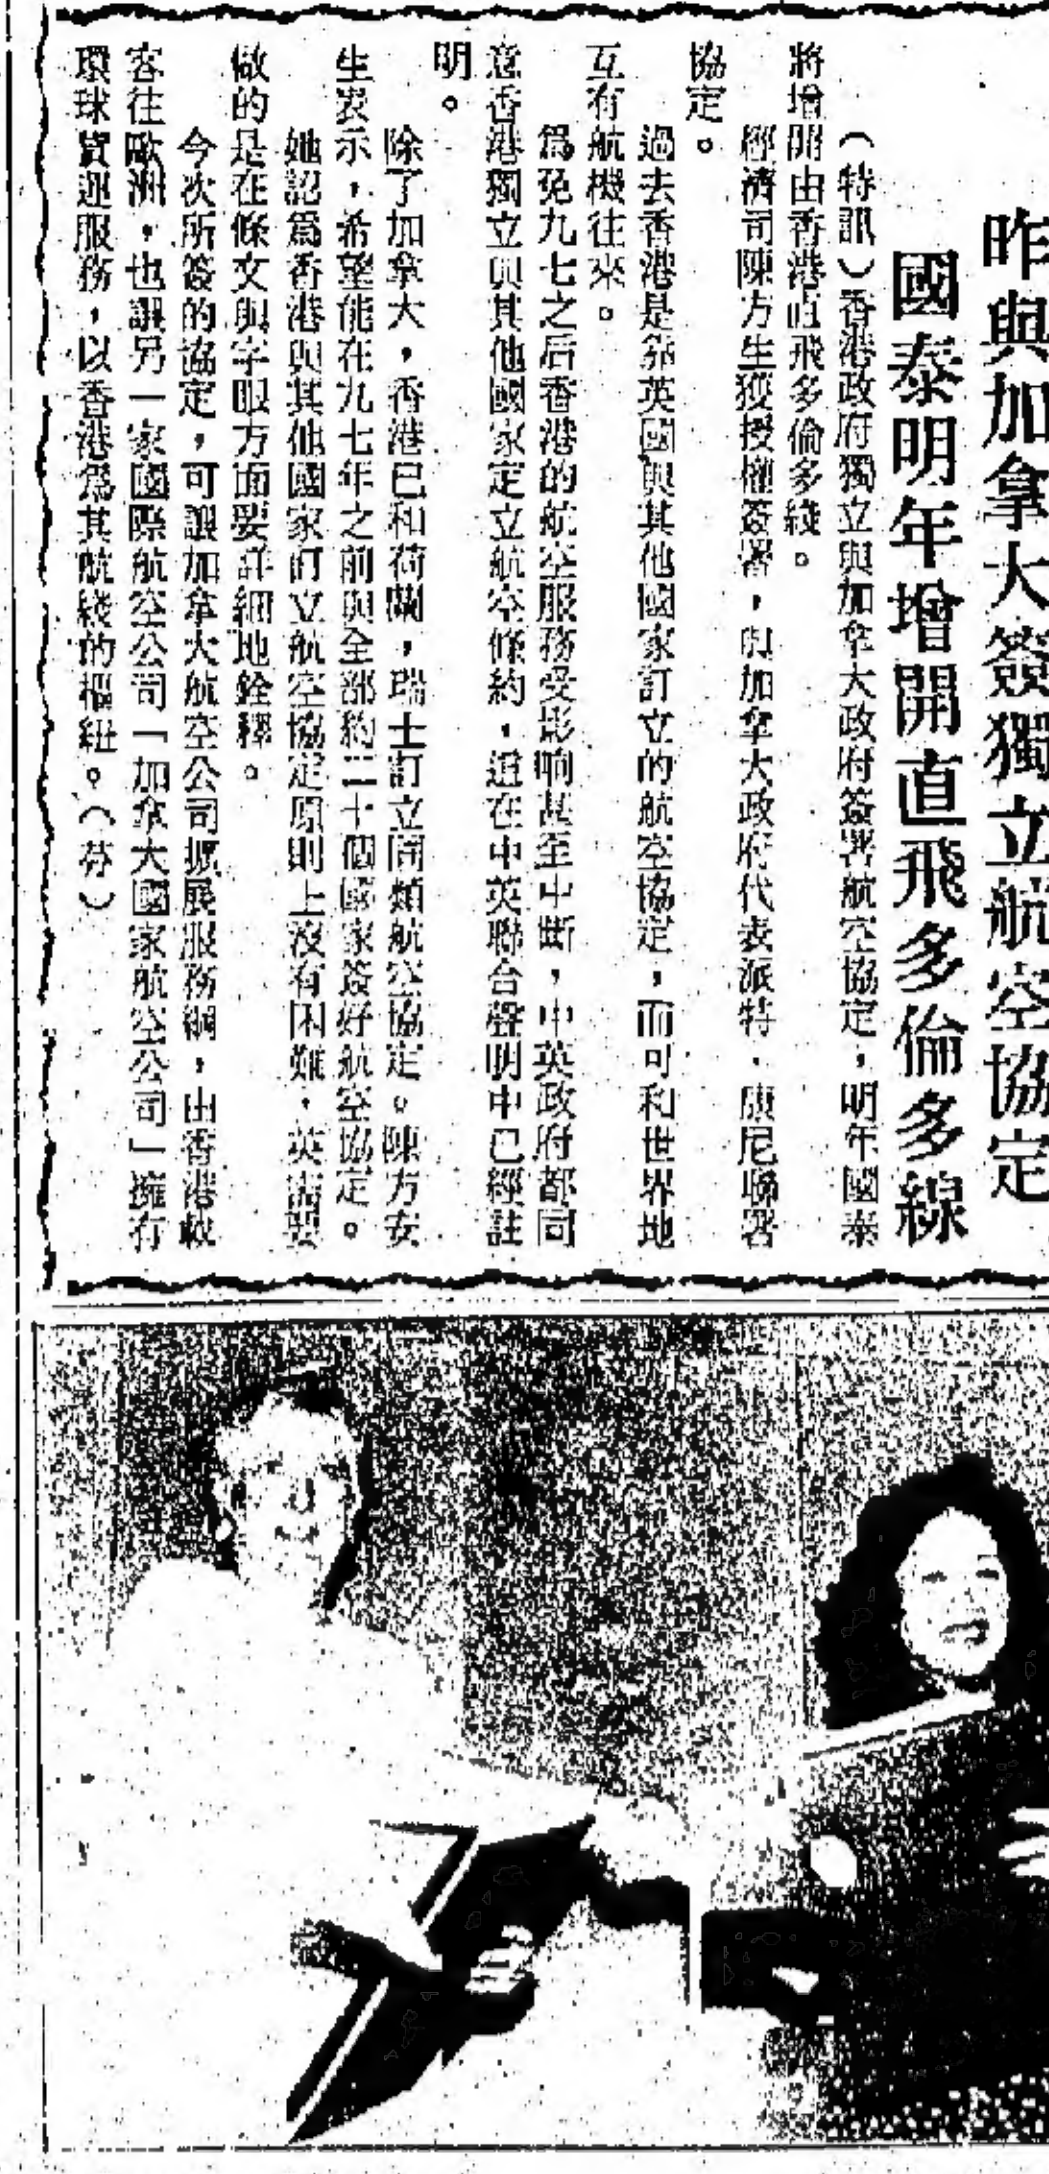 昨與加拿大簽獨立航空協定
國泰明年增開直飛多倫多線
（特訊）香港政府獨立與加拿大政府簽署航空協定，明年國泰
將增開由香港直飛多倫多綫。
經濟司陳方生獲授權簽署，與加拿大政府代表派特．康尼聯署
協定。
過去香港是靠英國與其他國家訂立的航空協定，而可和世界地
互有航機往來。
爲免九七之后香港的航空服務受影响甚至中斷，中英政府都同
意香港獨立與其他國家定立航空條約，這在中英聯合聲明中已經註
明。
除了加拿大，香港已和荷蘭，瑞士訂立同類航空協定。陳方安
生表示，希望能在九七年之前與全部約二十個國家簽好航空協定。
她認爲香港與其他國家訂立航空協定原則上沒有困難，英需要
做的是在條文與字眼方面要詳細地銓釋。
今次所簽的協定，可讓加拿大航空公司擴展服務網，由香港載
客往歐洲，也讓另一家國際航空公司「加拿大國家航空公司」擁有
環球貨運服務，以香港爲其航綫的樞紐。（芬）